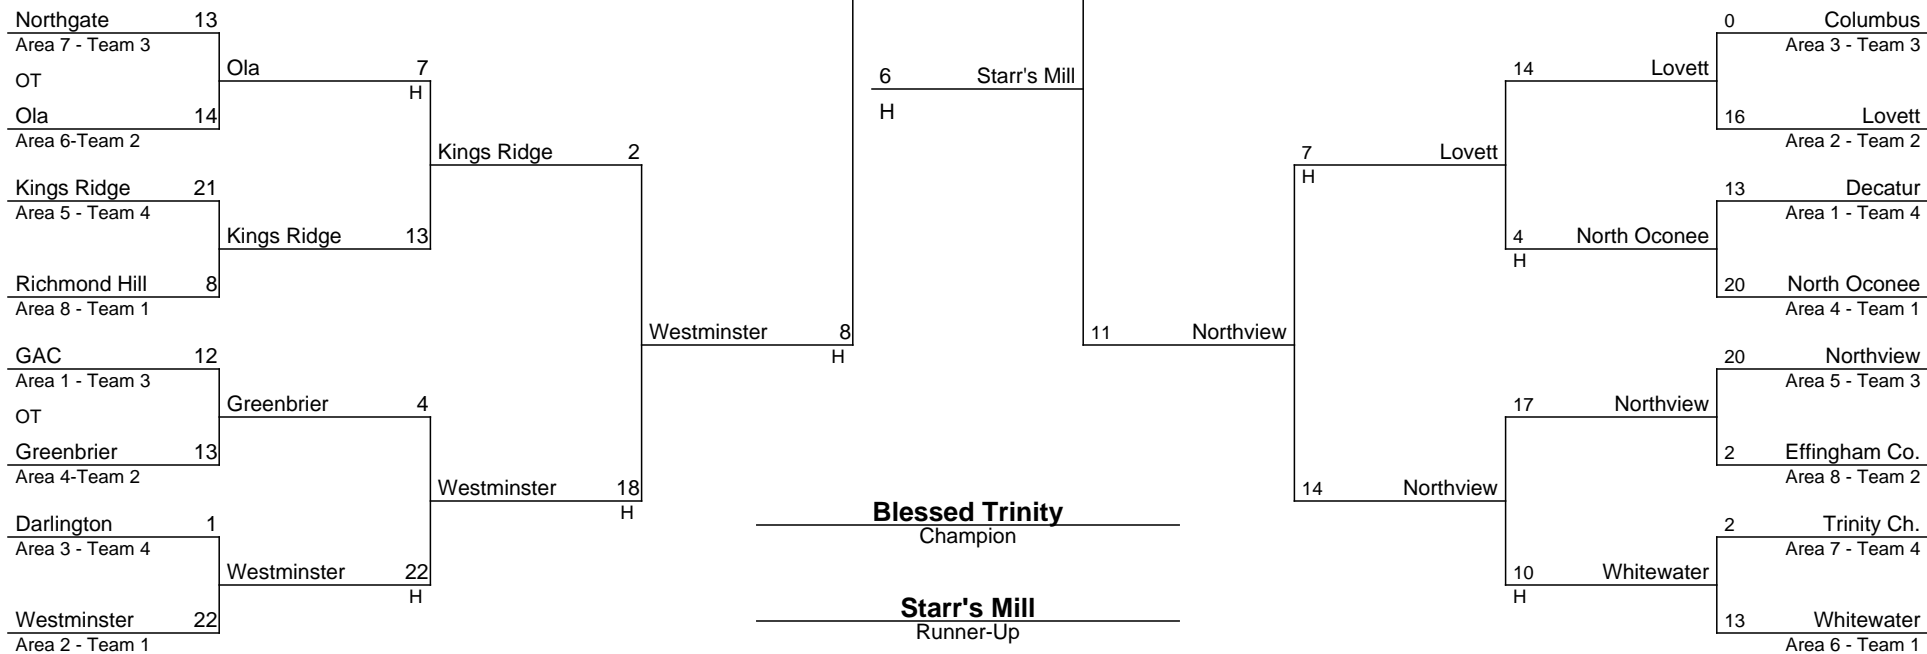 Northgate 13
Area 7 - Team 3
OT
Ola 14
Area 6-Team 2
Kings Ridge 21
Area 5 - Team 4
Richmond Hill 8
Area 8 - Team 1
GAC 12
Area 1 - Team 3
OT
Greenbrier 13
Area 4-Team 2
Darlington 1
Area 3 - Team 4
Westminster 22
Area 2 - Team 1
Ola 7
H
Kings Ridge 13
Greenbrier 4
Westminster 22
H
Kings Ridge 2
Westminster 18
H
Westminster 8
H
6 Starr's Mill
H
Blessed Trinity
Champion
Starr's Mill
Runner-Up
11 Northview
7 Lovett
H
14 Northview
14 Lovett
4 North Oconee
H
17 Northview
10 Whitewater
H
0 Columbus
Area 3 - Team 3
16 Lovett
Area 2 - Team 2
13 Decatur
Area 1 - Team 4
20 North Oconee
Area 4 - Team 1
20 Northview
Area 5 - Team 3
2 Effingham Co.
Area 8 - Team 2
2 Trinity Ch.
Area 7 - Team 4
13 Whitewater
Area 6 - Team 1